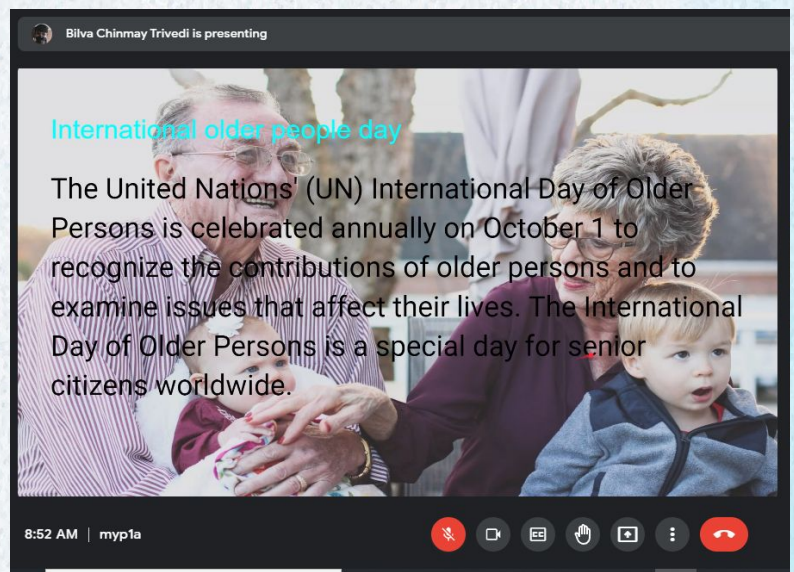 Bilva Chinmay Trivedi is presenting
International older people day
The United Nations' (UN) International Day of Older
Persons is celebrated annually on October 1 to
recognize the contributions of older persons and to
examine issues that affect their lives. The International
Day of Older Persons is a special day for senior
citizens worldwide.
8:52 AM | myp1a
CC